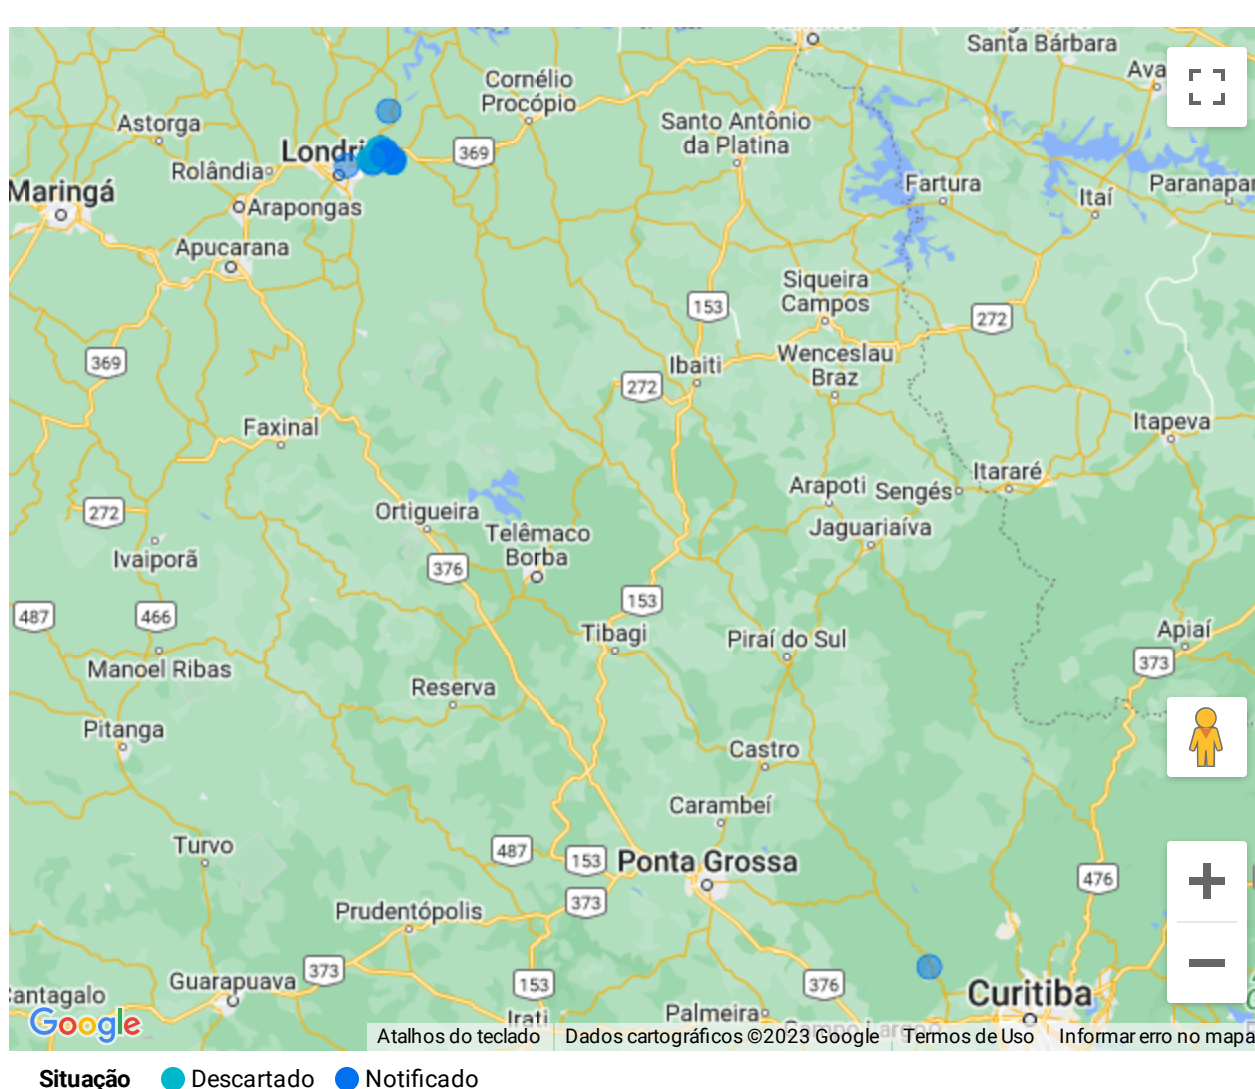 Santa Bárbara
Ava
Cornélio
Procópio
Astorga
Santo Antônio
da Platina
Londri
369
Rolândia
Maringá
Fartura
Paranapar
Itaí
Arapongas
Apucarana
Siqueira
Campos
153
272
Wenceslau
Braz
Ibaiti
369
272
Faxinal
Itapeva
Itararé
Arapoti
Sengés
272
Ortigueira
Jaguariaíva
Telêmaco
Borba
Ivaiporã
376
153
487
466
Tibagi
Piraí do Sul
Apiaí
373
Manoel Ribas
Reserva
Pitanga
Castro
Carambeí
Turvo
487
153
Ponta Grossa
476
373
Prudentópolis
373
Guarapuava
153
376
Curitiba
antagalo
Google
Irati
Palmeira
Campo Largo
Atalhos do teclado
Dados cartográficos ©2023 Google
Termos de Uso
Informar erro no mapa
Situação Descartado Notificado